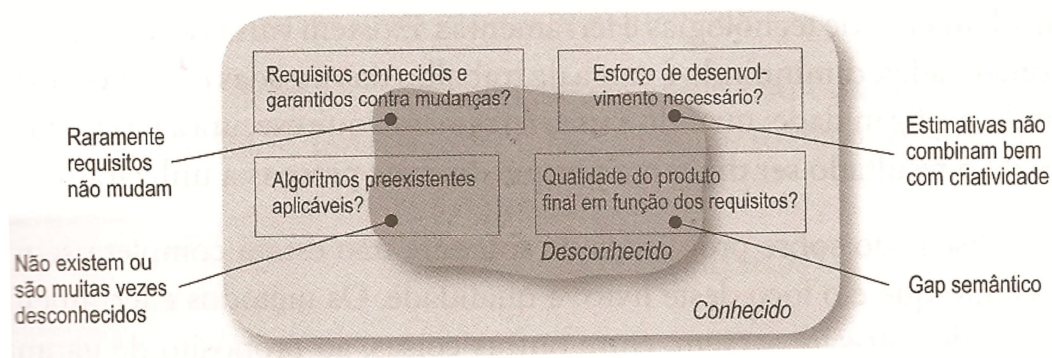 Requisitos conhecidos e
garantidos contra mudanças?
Esforço de desenvol-
vimento necessário?
Raramente
requisitos
não mudam
Estimativas não
combinam bem
com criatividade
Algoritmos preexistentes
aplicáveis?
Qualidade do produto
final em função dos requisitos?
Desconhecido
Não existem ou
são muitas vezes
desconhecidos
Gap semântico
Conhecido